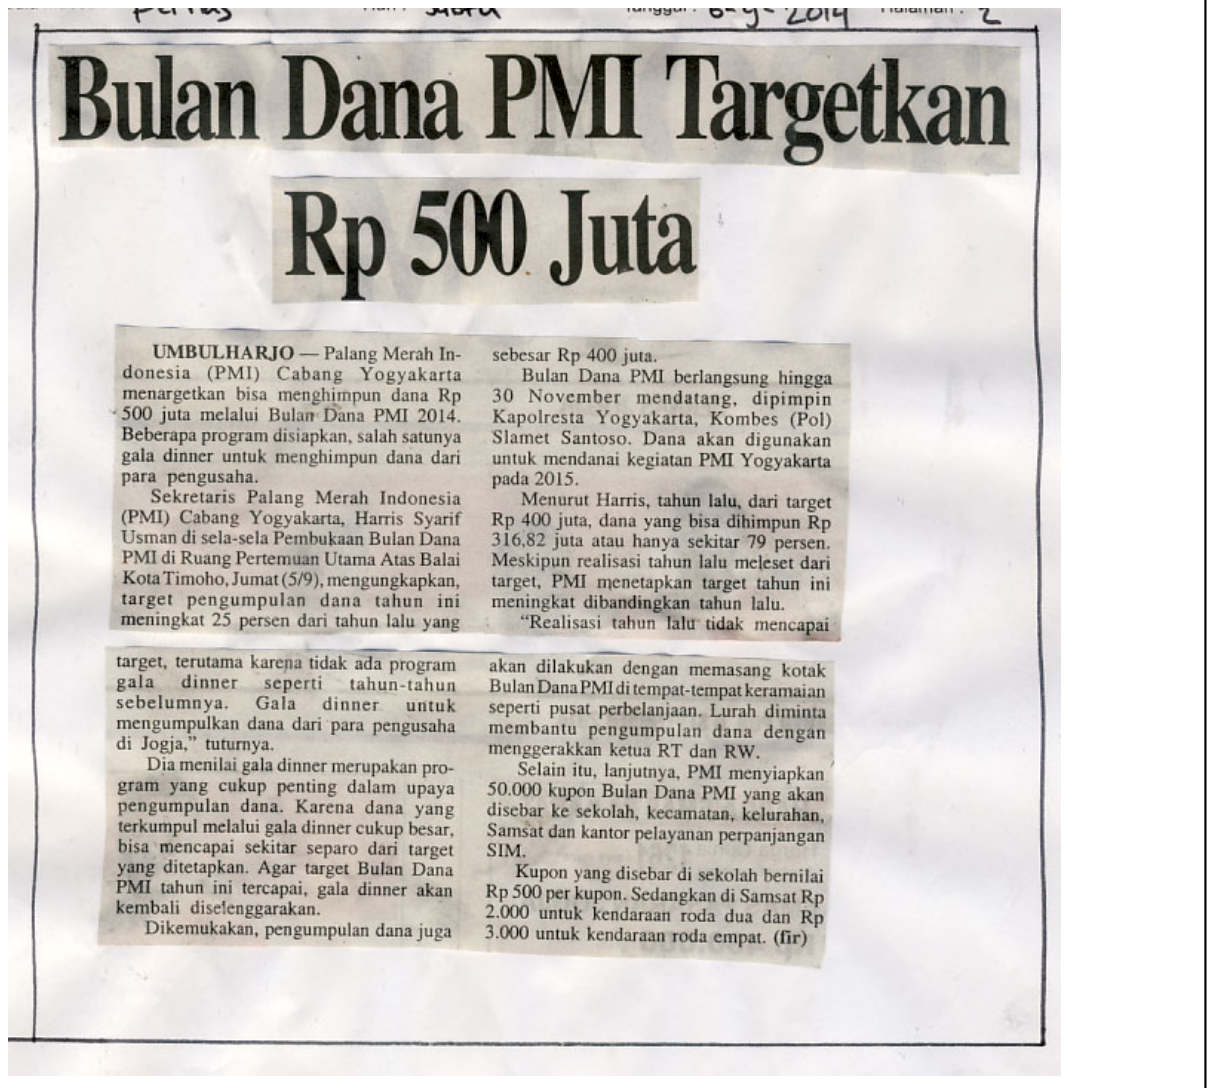 6-9-2014
2
Bulan Dana PMI Targetkan
Rp 500 Juta
UMBULHARJO — Palang Merah In-
donesia (PMI) Cabang Yogyakarta
menargetkan bisa menghimpun dana Rp
500 juta melalui Bulan Dana PMI 2014.
Beberapa program disiapkan, salah satunya
gala dinner untuk menghimpun dana dari
para pengusaha.
Sekretaris Palang Merah Indonesia
(PMI) Cabang Yogyakarta, Harris Syarif
Usman di sela-sela Pembukaan Bulan Dana
PMI di Ruang Pertemuan Utama Atas Balai
Kota Timoho, Jumat (5/9), mengungkapkan,
target pengumpulan dana tahun ini
meningkat 25 persen dari tahun lalu yang
sebesar Rp 400 juta.
Bulan Dana PMI berlangsung hingga
30 November mendatang, dipimpin
Kapolresta Yogyakarta, Kombes (Pol)
Slamet Santoso. Dana akan digunakan
untuk mendanai kegiatan PMI Yogyakarta
pada 2015.
Menurut Harris, tahun lalu, dari target
Rp 400 juta, dana yang bisa dihimpun Rp
316,82 juta atau hanya sekitar 79 persen.
Meskipun realisasi tahun lalu meleset dari
target, PMI menetapkan target tahun ini
meningkat dibandingkan tahun lalu.
“Realisasi tahun lalu tidak mencapai
target, terutama karena tidak ada program
gala dinner seperti tahun-tahun
sebelumnya. Gala dinner untuk
mengumpulkan dana dari para pengusaha
di Jogja,” tuturnya.
Dia menilai gala dinner merupakan pro-
gram yang cukup penting dalam upaya
pengumpulan dana. Karena dana yang
terkumpul melalui gala dinner cukup besar,
bisa mencapai sekitar separo dari target
yang ditetapkan. Agar target Bulan Dana
PMI tahun ini tercapai, gala dinner akan
kembali diselenggarakan.
Dikemukakan, pengumpulan dana juga
akan dilakukan dengan memasang kotak
Bulan Dana PMI di tempat-tempat keramaian
seperti pusat perbelanjaan. Lurah diminta
membantu pengumpulan dana dengan
menggerakkan ketua RT dan RW.
Selain itu, lanjutnya, PMI menyiapkan
50.000 kupon Bulan Dana PMI yang akan
disebar ke sekolah, kecamatan, kelurahan,
Samsat dan kantor pelayanan perpanjangan
SIM.
Kupon yang disebar di sekolah bernilai
Rp 500 per kupon. Sedangkan di Samsat Rp
2.000 untuk kendaraan roda dua dan Rp
3.000 untuk kendaraan roda empat. (fir)